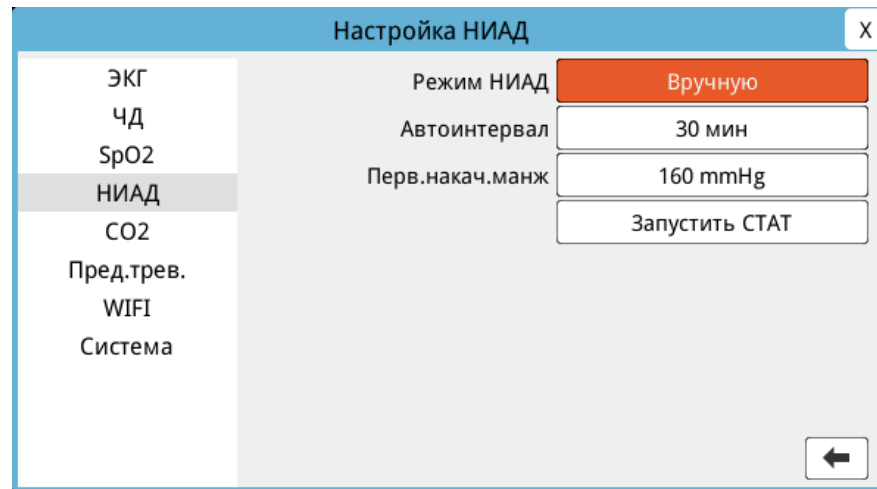 Настройка НИАД
X
ЭКГ
ЧД
SpO2
НИАД
CO2
Пред.трев.
WIFI
Система
Режим НИАД Вручную
Автоинтервал 30 мин
Перв.накач.манж 160 mmHg
Запустить СТАТ